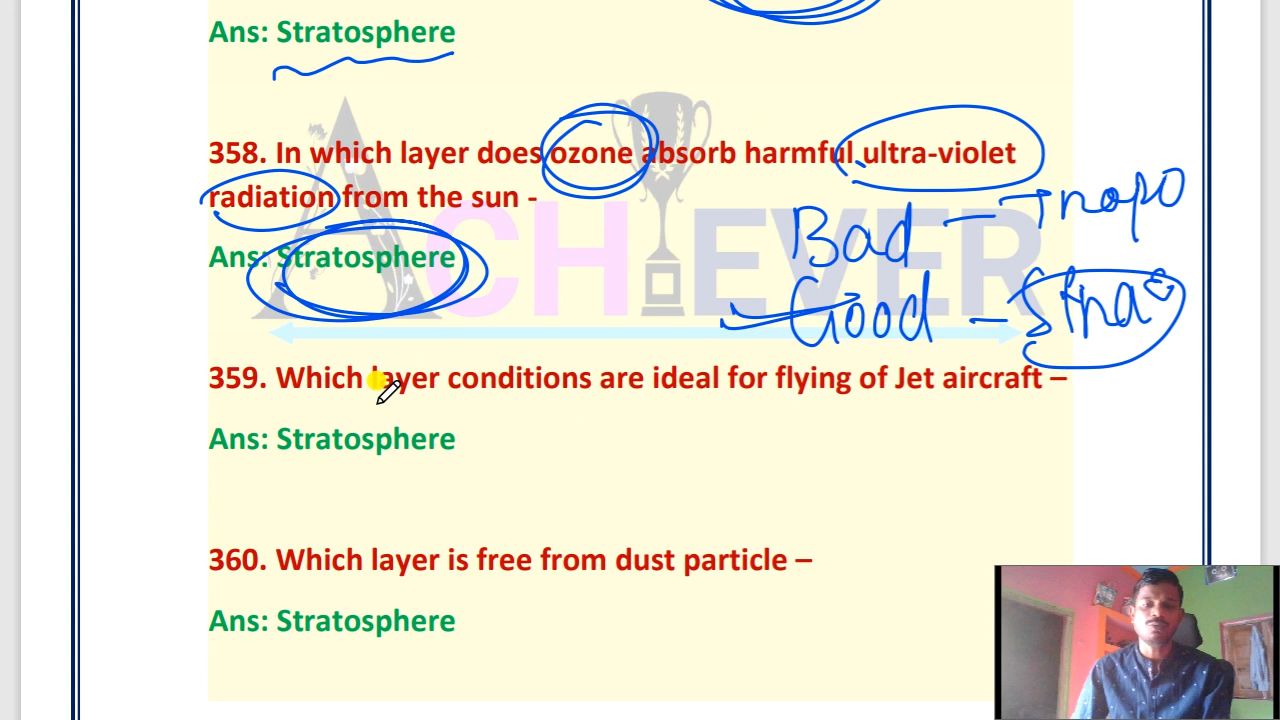 Ans: Stratosphere
358. In which layer does ozone absorb harmful ultra-violet
radiation from the sun -
Bad - Tropo
Ans: Stratosphere
Good - Strato
ACHIEVER
359. Which layer conditions are ideal for flying of Jet aircraft –
Ans: Stratosphere
360. Which layer is free from dust particle –
Ans: Stratosphere